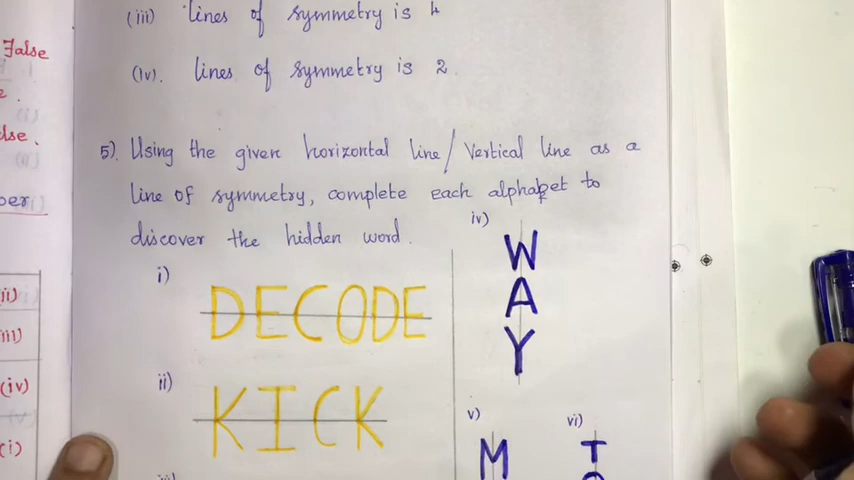 (iii) lines of symmetry is 4
(iv). lines of symmetry is 2
False
5). Using the given horizontal line/Vertical line as a
line of symmetry, complete each alphabet to
discover the hidden word.
i)
DECODE
ii)
KICK
iv)
W
A
Y
v)
M
vi)
T
(ii)
(iii)
(iv)
(i)